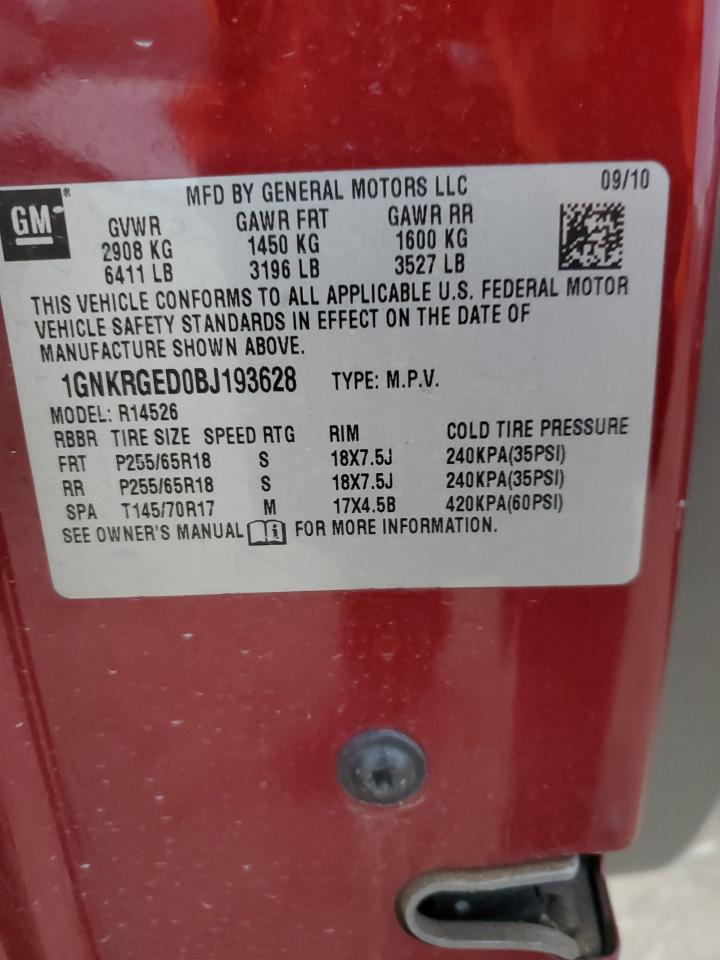 MFD BY GENERAL MOTORS LLC 09/10
GM®
GVWR GAWR FRT GAWR RR
2908 KG 1450 KG 1600 KG
6411 LB 3196 LB 3527 LB
THIS VEHICLE CONFORMS TO ALL APPLICABLE U.S. FEDERAL MOTOR
VEHICLE SAFETY STANDARDS IN EFFECT ON THE DATE OF
MANUFACTURE SHOWN ABOVE.
1GNKRGED0BJ193628 TYPE: M.P.V.
MODEL: R14526
RBBR TIRE SIZE SPEED RTG RIM COLD TIRE PRESSURE
FRT P255/65R18 S 18X7.5J 240KPA(35PSI)
RR P255/65R18 S 18X7.5J 240KPA(35PSI)
SPA T145/70R17 M 17X4.5B 420KPA(60PSI)
SEE OWNER'S MANUAL i FOR MORE INFORMATION.